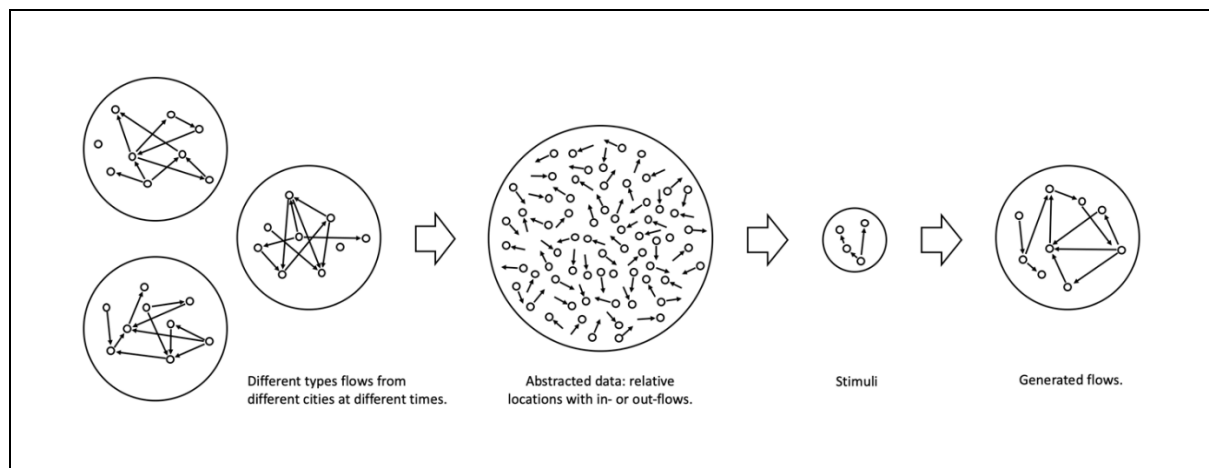 Different types flows from
different cities at different times.
Abstracted data: relative
locations with in- or out-flows.
Stimuli
Generated flows.